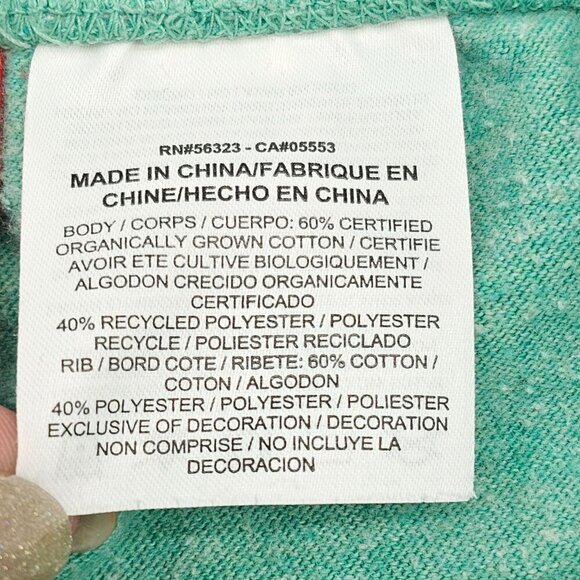 RN#56323 - CA#05553
MADE IN CHINA/FABRIQUE EN
CHINE/HECHO EN CHINA
BODY / CORPS / CUERPO: 60% CERTIFIED
ORGANICALLY GROWN COTTON / CERTIFIE
AVOIR ETE CULTIVE BIOLOGIQUEMENT /
ALGODON CRECIDO ORGANICAMENTE
CERTIFICADO
40% RECYCLED POLYESTER / POLYESTER
RECYCLE / POLIESTER RECICLADO
RIB / BORD COTE / RIBETE: 60% COTTON /
COTON / ALGODON
40% POLYESTER / POLYESTER / POLIESTER
EXCLUSIVE OF DECORATION / DECORATION
NON COMPRISE / NO INCLUYE LA
DECORACION